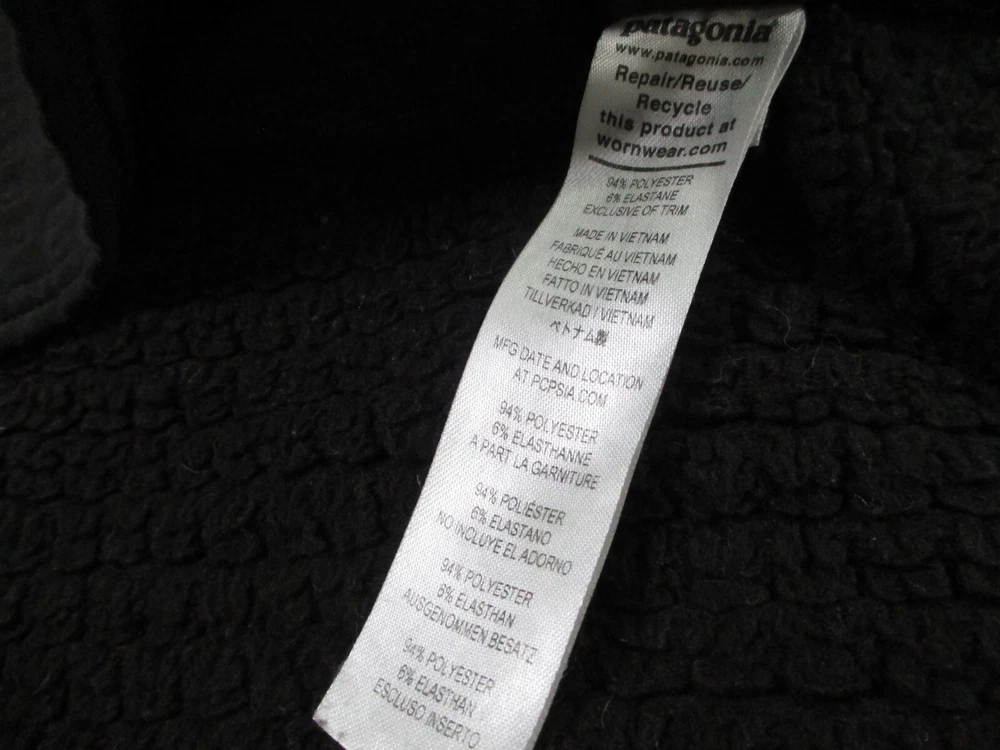 patagonia
www.patagonia.com
Repair/Reuse/
Recycle
this product at
wornwear.com
94% POLYESTER
6% ELASTANE
EXCLUSIVE OF TRIM
MADE IN VIETNAM
FABRIQUÉ AU VIETNAM
HECHO EN VIETNAM
FATTO IN VIETNAM
TILLVERKAD I VIETNAM
ベトナム製
MFG DATE AND LOCATION
AT PCPSIA.COM
94% POLYESTER
6% ELASTHANNE
A PART LA GARNITURE
94% POLIÉSTER
6% ELASTANO
NO INCLUYE EL ADORNO
94% POLYESTER
6% ELASTHAN
AUSGENOMMEN BESATZ
94% POLYESTER
6% ELASTHAN
ESCLUSO INSERTO